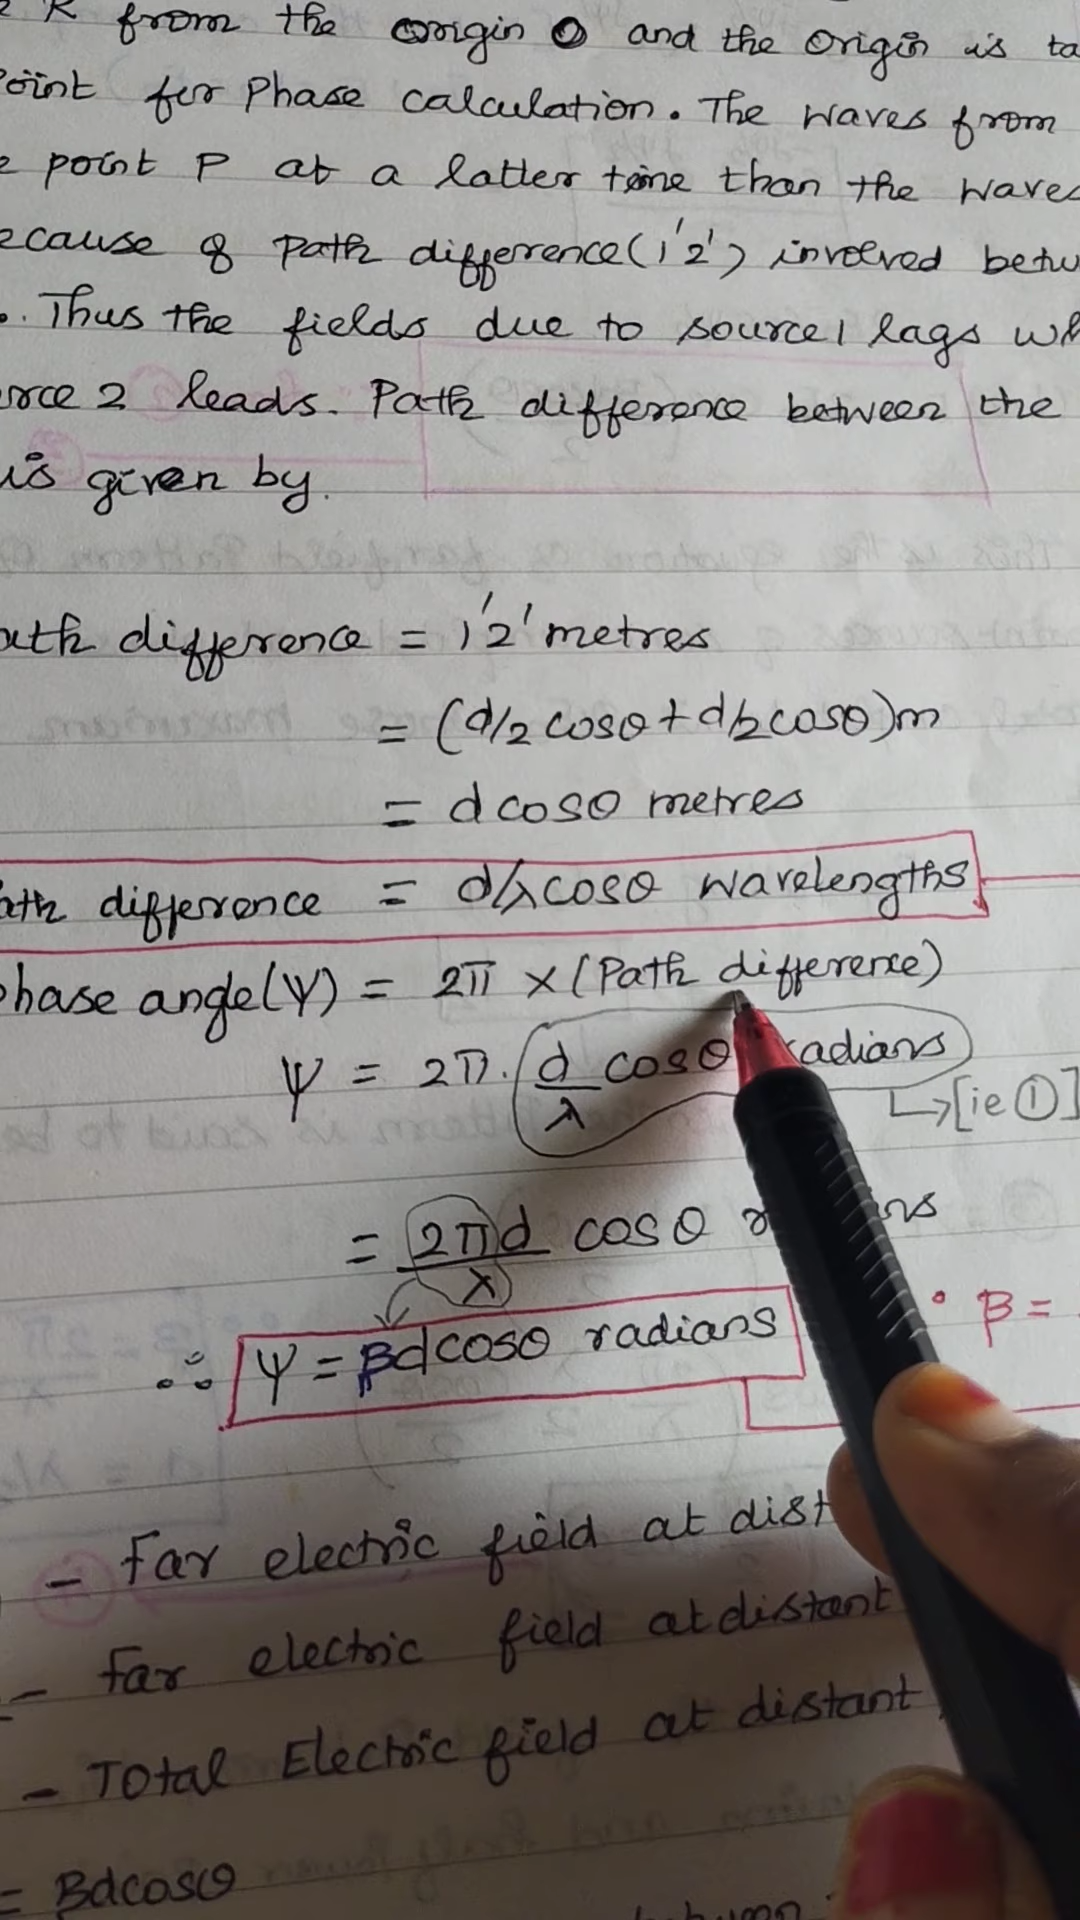 R from the origin O and the origin is ta
point for Phase calculation. The waves from
point P at a latter time than the waves
because of path difference (1'2') involved betw
. Thus the fields due to source 1 lags wh
2 leads. Path difference between the
is given by.
ath difference = 1'2' metres
= (d/2 cosθ + d/2 cosθ) m
= d cosθ metres
ath difference = d/λ cosθ wavelengths
phase angle (ψ) = 2π × (Path difference)
ψ = 2π. d/λ cosθ radians
↳ [ie ①]
= 2πd/λ cosθ
∴ ψ = βd cosθ radians
β =
- Far electric field at dist
- Far electric field at distant
- Total Electric field at distant
= βd cosθ